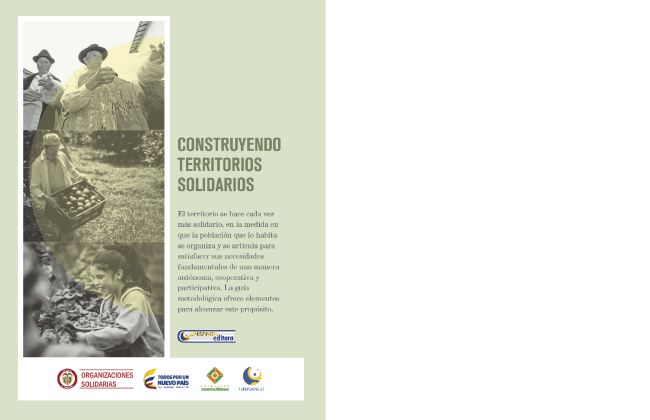 CONSTRUYENDO
TERRITORIOS
SOLIDARIOS
El territorio se hace cada vez
más solidario, en la medida en
que la población que lo habita
se organiza y se articula para
satisfacer sus necesidades
fundamentales de una manera
autónoma, cooperativa y
participativa. La guía
metodológica ofrece elementos
para alcanzar este propósito.
UNISANGIL
editora
ORGANIZACIONES
SOLIDARIAS
TODOS POR UN
NUEVO PAÍS
UNISANGIL